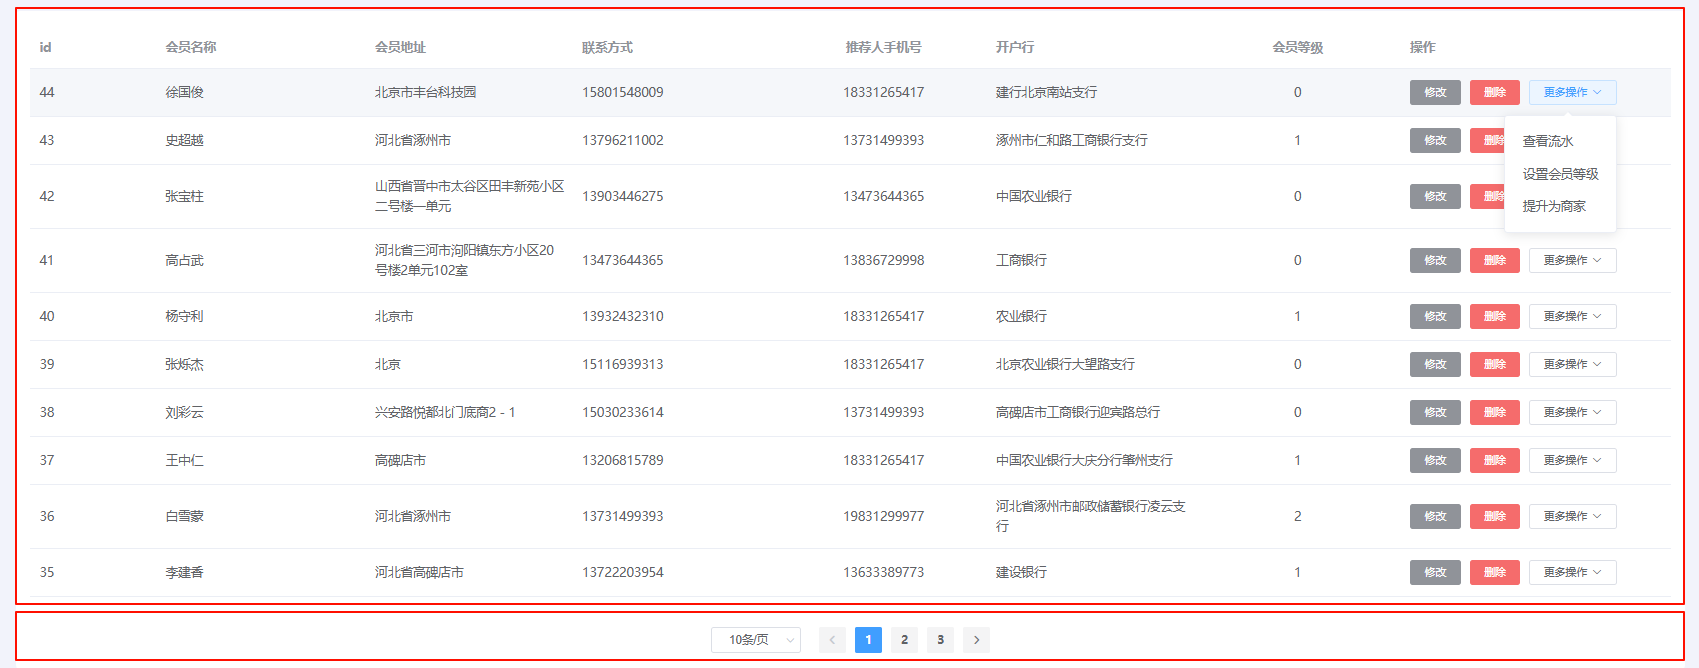 id 会员名称 会员地址 联系方式 推荐人手机号 开户行 会员等级 操作
44 徐国俊 北京市丰台科技园 15801548009 18331265417 建行北京南站支行 0 修改 删除 更多操作
43 史超越 河北省涿州市 13796211002 13731499393 涿州市仁和路工商银行支行 1 修改 删除
查看流水
设置会员等级
提升为商家
42 张宝柱 山西省晋中市太谷区田丰新苑小区
二号楼一单元 13903446275 13473644365 中国农业银行 0 修改 删除
41 高占武 河北省三河市泃阳镇东方小区20
号楼2单元102室 13473644365 13836729998 工商银行 0 修改 删除 更多操作
40 杨守利 北京市 13932432310 18331265417 农业银行 1 修改 删除 更多操作
39 张烁杰 北京 15116939313 18331265417 北京农业银行大望路支行 0 修改 删除 更多操作
38 刘彩云 兴安路悦都北门底商2 - 1 15030233614 13731499393 高碑店市工商银行迎宾路总行 0 修改 删除 更多操作
37 王中仁 高碑店市 13206815789 18331265417 中国农业银行大庆分行肇州支行 1 修改 删除 更多操作
36 白雪蒙 河北省涿州市 13731499393 19831299977 河北省涿州市邮政储蓄银行凌云支
行 2 修改 删除 更多操作
35 李建香 河北省高碑店市 13722203954 13633389773 建设银行 1 修改 删除 更多操作
10条/页 1 2 3